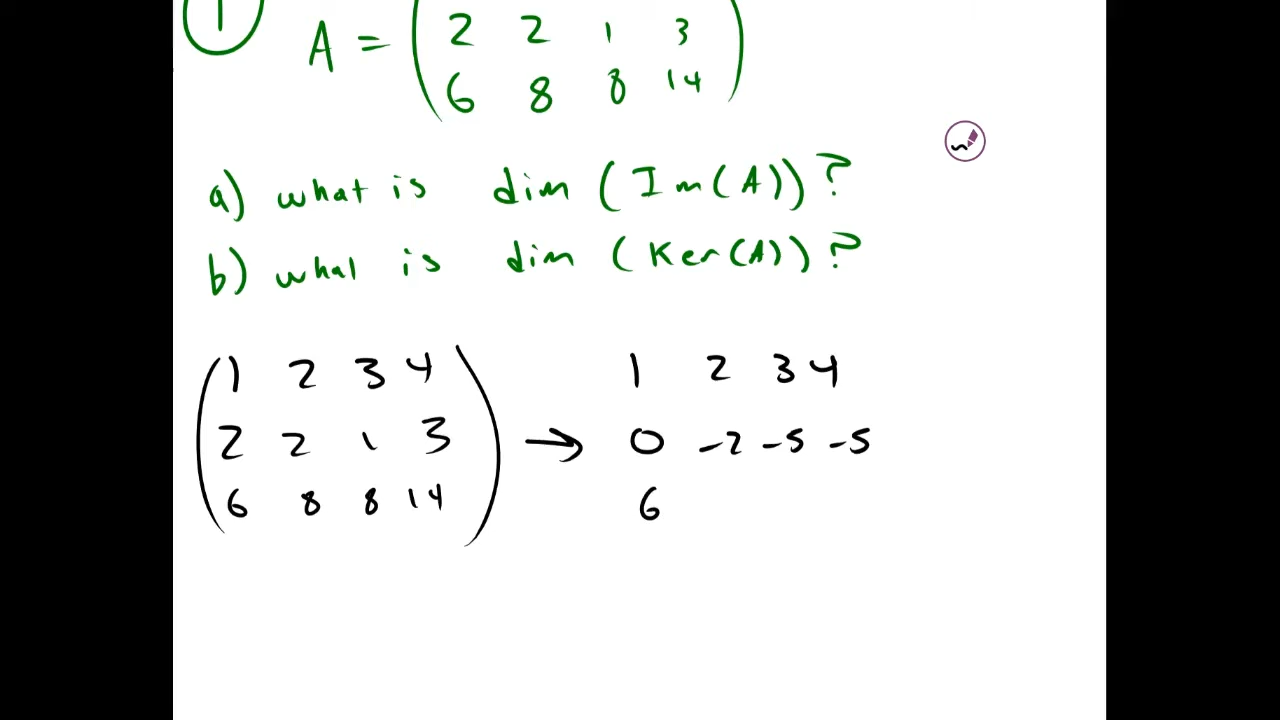 1
A = ( 2 2 1 3
6 8 8 14 )
a) what is dim (Im(A))?
b) what is dim (Ker(A))?
( 1 2 3 4
2 2 1 3
6 8 8 14 ) →
1 2 3 4
0 -2 -5 -5
6